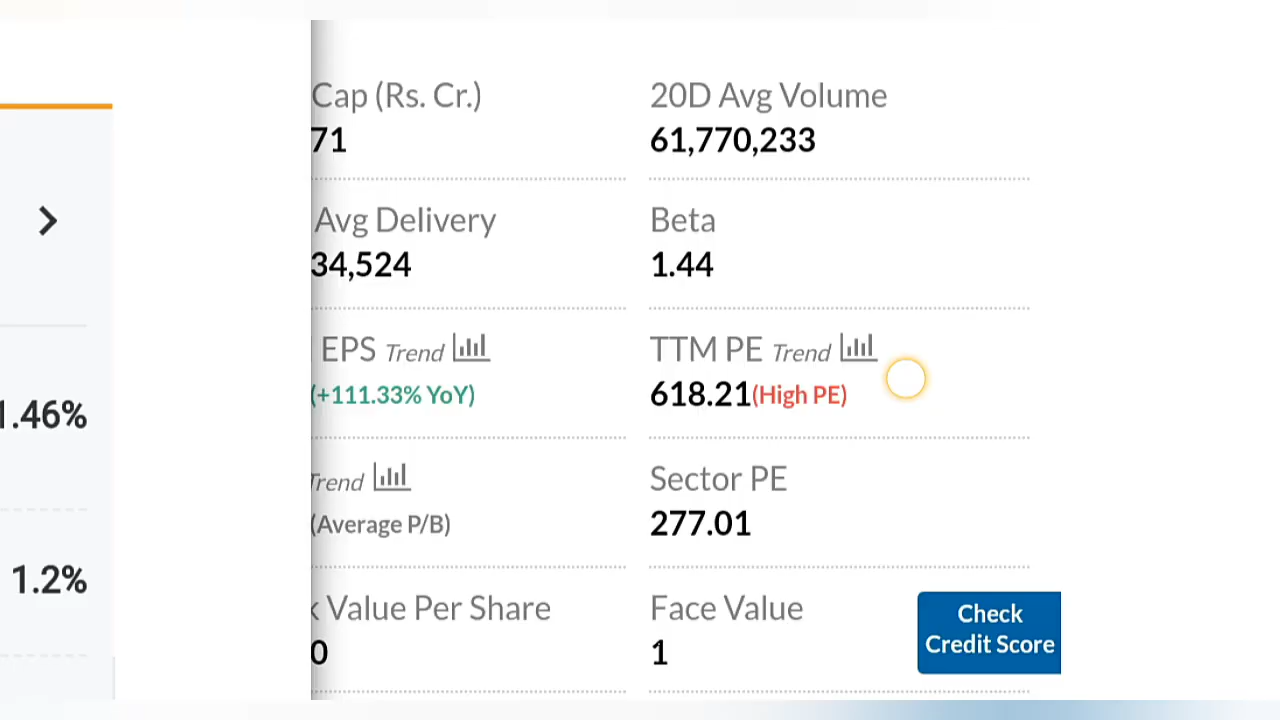 Cap (Rs. Cr.)
71
20D Avg Volume
61,770,233
Avg Delivery
34,524
Beta
1.44
EPS Trend
(+111.33% YoY)
TTM PE Trend
618.21(High PE)
1.46%
Trend
(Average P/B)
Sector PE
277.01
1.2%
Value Per Share
0
Face Value
1
Check
Credit Score